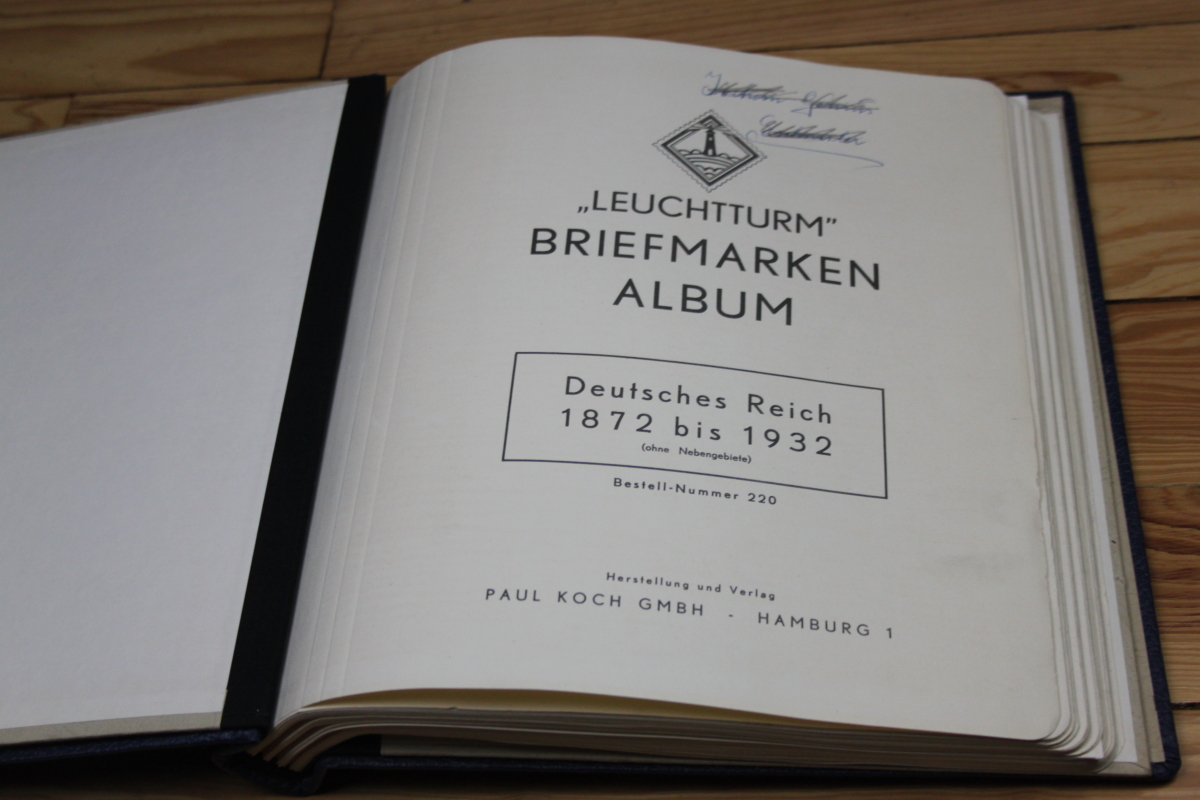 „LEUCHTTURM”
BRIEFMARKEN
ALBUM
Deutsches Reich
1872 bis 1932
(ohne Nebengebiete)
Bestell-Nummer 220
Herstellung und Verlag
PAUL KOCH GMBH - HAMBURG 1